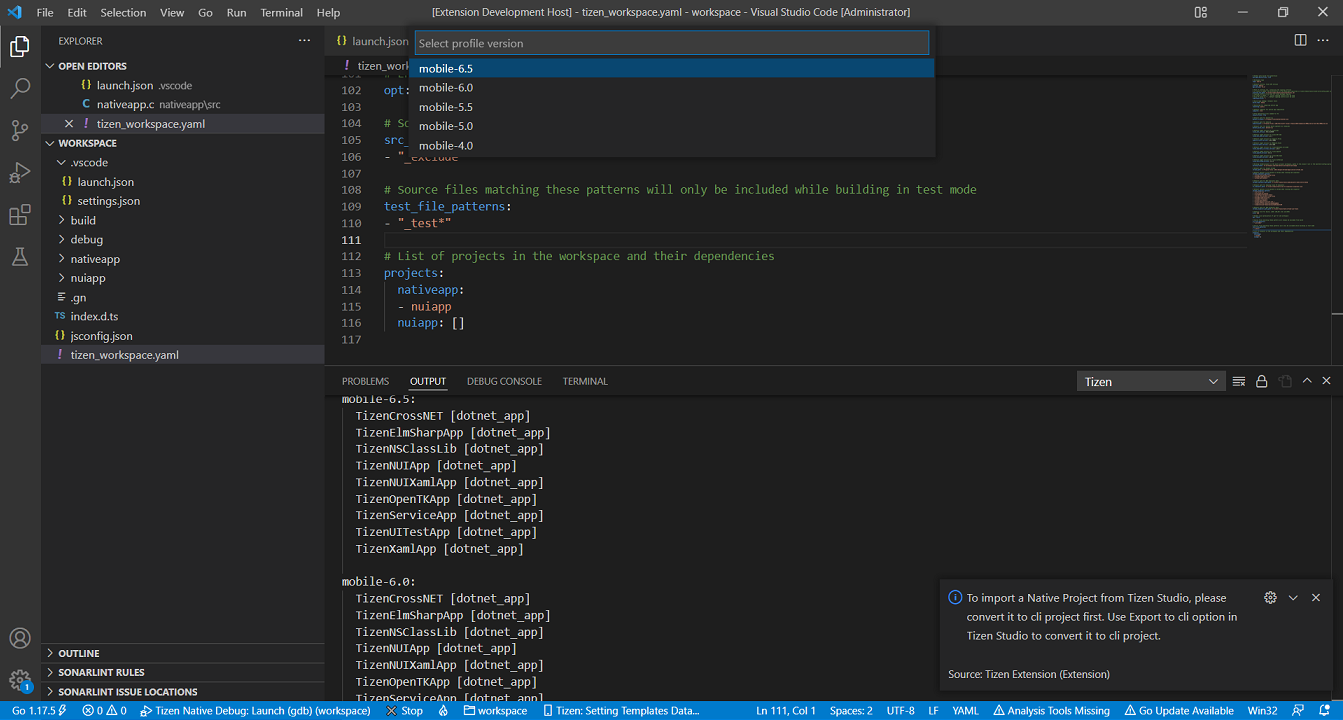 File Edit Selection View Go Run Terminal Help
[Extension Development Host] - tizen_workspace.yaml - workspace - Visual Studio Code [Administrator]
EXPLORER
OPEN EDITORS
{} launch.json .vscode
C nativeapp.c nativeapp\src
! tizen_workspace.yaml
WORKSPACE
.vscode
{} launch.json
{} settings.json
build
debug
nativeapp
nuiapp
.gn
TS index.d.ts
{} jsconfig.json
! tizen_workspace.yaml
OUTLINE
SONARLINT RULES
SONARLINT ISSUE LOCATIONS
1
{} launch.json
Select profile version
mobile-6.5
mobile-6.0
mobile-5.5
mobile-5.0
mobile-4.0
! tizen_work
102 opt:
103
104 # So
105 src_
106 - "_exclude"
107
108 # Source files matching these patterns will only be included while building in test mode
109 test_file_patterns:
110 - "_test*"
111
112 # List of projects in the workspace and their dependencies
113 projects:
114 nativeapp:
115 - nuiapp
116 nuiapp: []
117
PROBLEMS OUTPUT DEBUG CONSOLE TERMINAL
Tizen
mobile-6.5:
TizenCrossNET [dotnet_app]
TizenElmSharpApp [dotnet_app]
TizenNSClassLib [dotnet_app]
TizenNUIApp [dotnet_app]
TizenNUIXamlApp [dotnet_app]
TizenOpenTKApp [dotnet_app]
TizenServiceApp [dotnet_app]
TizenUITestApp [dotnet_app]
TizenXamlApp [dotnet_app]
mobile-6.0:
TizenCrossNET [dotnet_app]
TizenElmSharpApp [dotnet_app]
TizenNSClassLib [dotnet_app]
TizenNUIApp [dotnet_app]
TizenNUIXamlApp [dotnet_app]
TizenOpenTKApp [dotnet_app]
TizenServiceApp [dotnet_app]
To import a Native Project from Tizen Studio, please
convert it to cli project first. Use Export to cli option in
Tizen Studio to convert it to cli project.
Source: Tizen Extension (Extension)
Go 1.17.5 0 0 Tizen Native Debug: Launch (gdb) (workspace) Stop workspace Tizen: Setting Templates Data... Ln 111, Col 1 Spaces: 2 UTF-8 LF YAML Analysis Tools Missing Go Update Available Win32